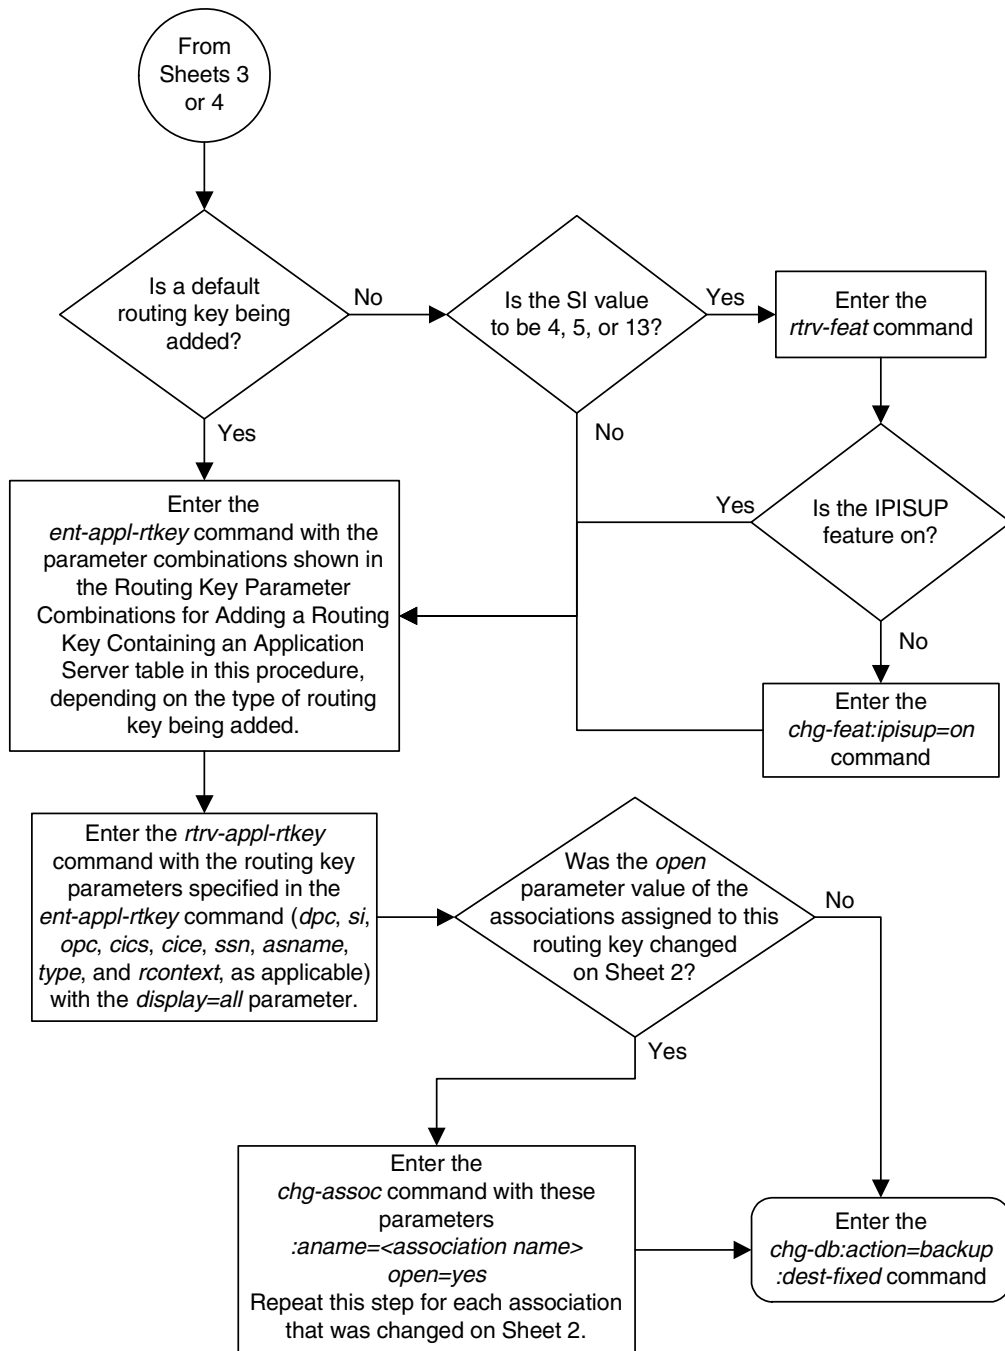 From
Sheets 3
or 4
Is a default
routing key being
added?
No
Is the SI value
to be 4, 5, or 13?
Yes
Enter the
rtrv-feat command
Yes
No
Yes
Is the IPISUP
feature on?
No
Enter the
ent-appl-rtkey command with the
parameter combinations shown in
the Routing Key Parameter
Combinations for Adding a Routing
Key Containing an Application
Server table in this procedure,
depending on the type of routing
key being added.
Enter the
chg-feat:ipisup=on
command
Enter the rtrv-appl-rtkey
command with the routing key
parameters specified in the
ent-appl-rtkey command (dpc, si,
opc, cics, cice, ssn, asname,
type, and rcontext, as applicable)
with the display=all parameter.
Was the open
parameter value of the
associations assigned to this
routing key changed
on Sheet 2?
No
Yes
Enter the
chg-assoc command with these
parameters
:aname=<association name>
open=yes
Repeat this step for each association
that was changed on Sheet 2.
Enter the
chg-db:action=backup
:dest-fixed command